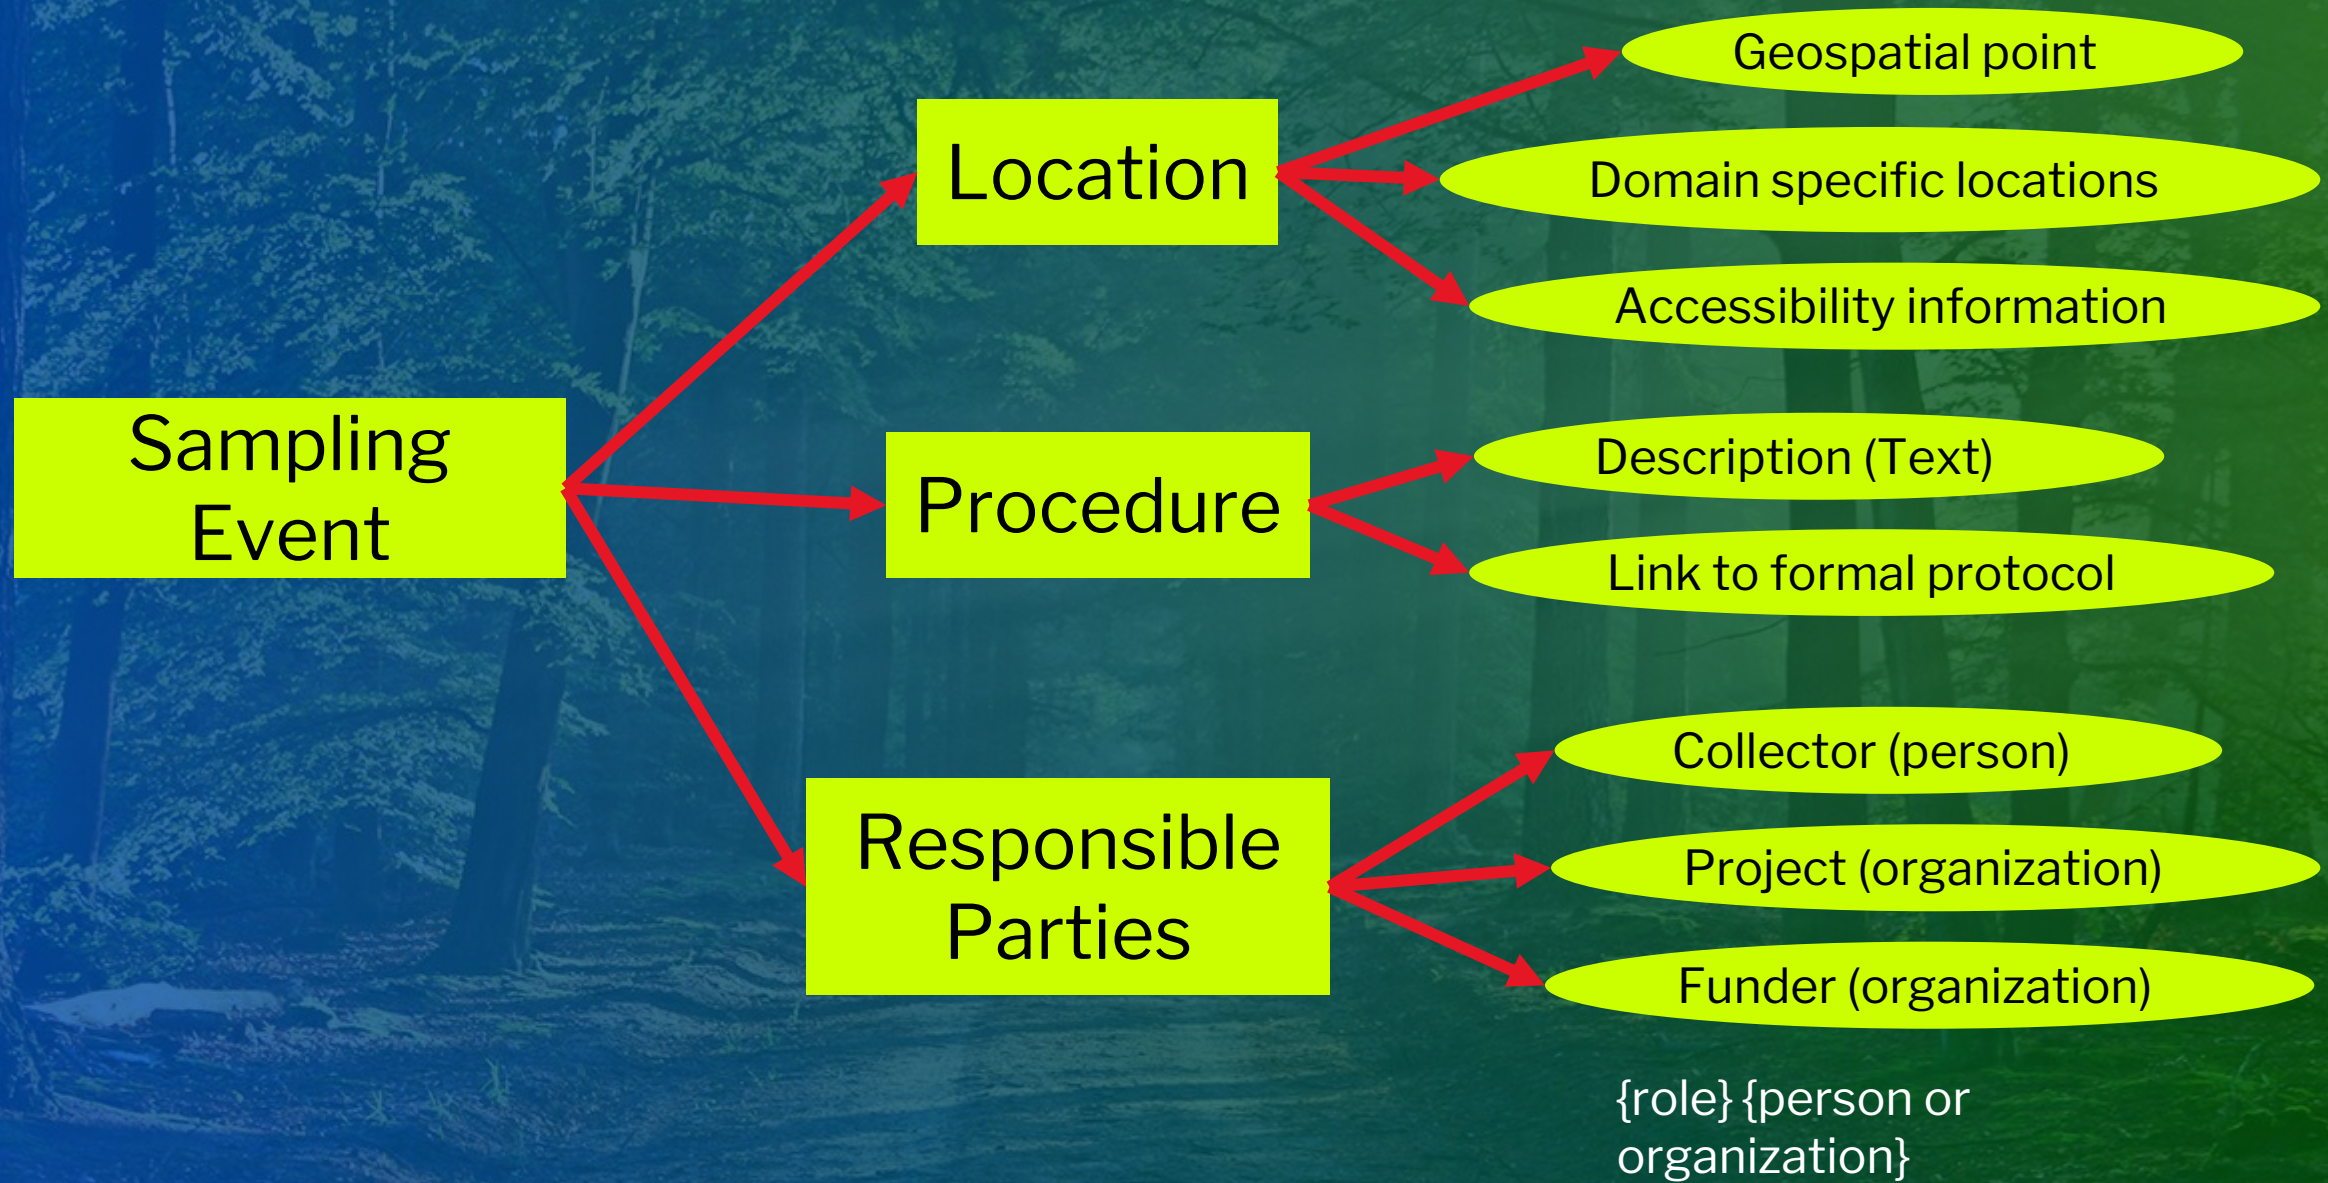 Sampling
Event
Location
Geospatial point
Domain specific locations
Accessibility information
Procedure
Description (Text)
Link to formal protocol
Responsible
Parties
Collector (person)
Project (organization)
Funder (organization)
{role} {person or
organization}